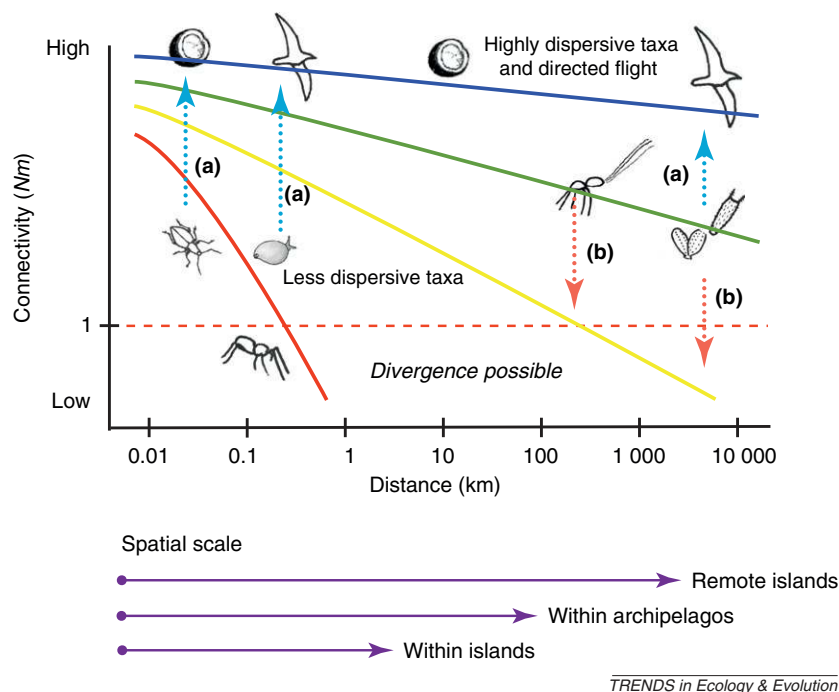 High
Highly dispersive taxa
and directed flight
(a)
(a)
(a)
(b)
(b)
Connectivity (Nm)
Less dispersive taxa
1
Divergence possible
Low
0.01 0.1 1 10 100 1 000 10 000
Distance (km)
Spatial scale
Remote islands
Within archipelagos
Within islands
TRENDS in Ecology & Evolution